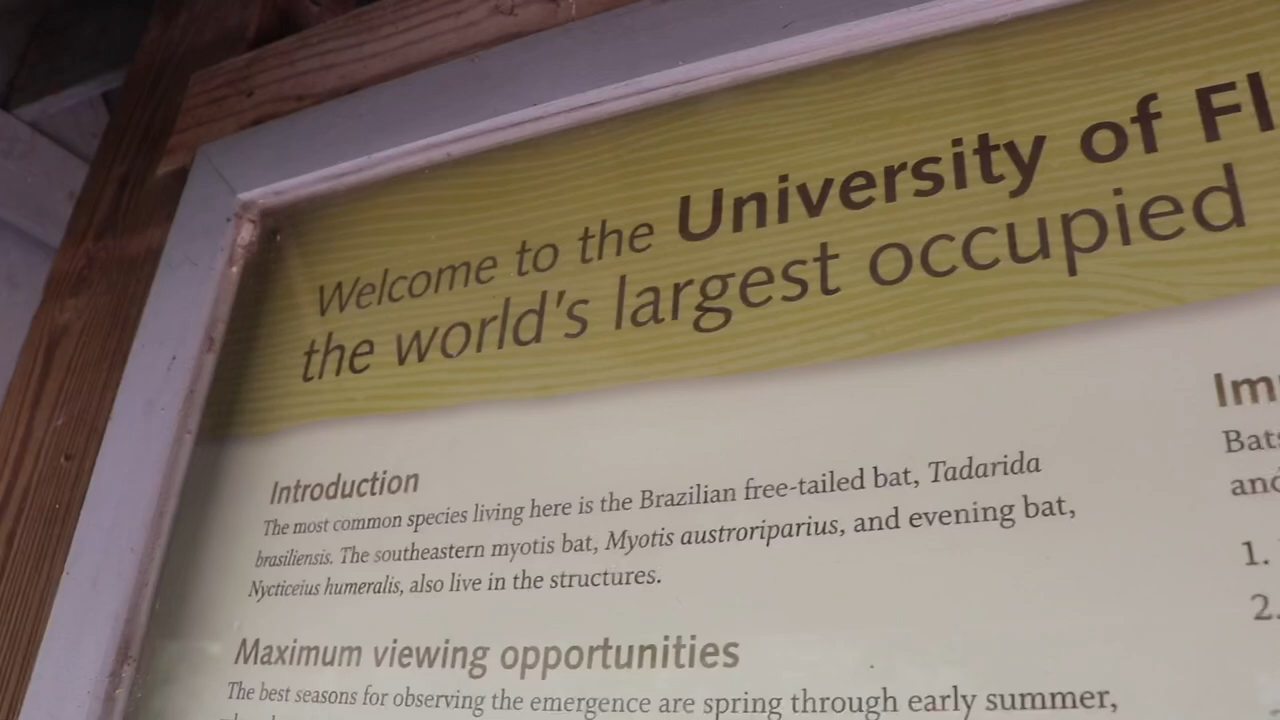 Welcome to the University of Fl
the world's largest occupied
Introduction
The most common species living here is the Brazilian free-tailed bat, Tadarida
brasiliensis. The southeastern myotis bat, Myotis austroriparius, and evening bat,
Nycticeius humeralis, also live in the structures.
Maximum viewing opportunities
The best seasons for observing the emergence are spring through early summer,
Im
Bats
and
1.
2.